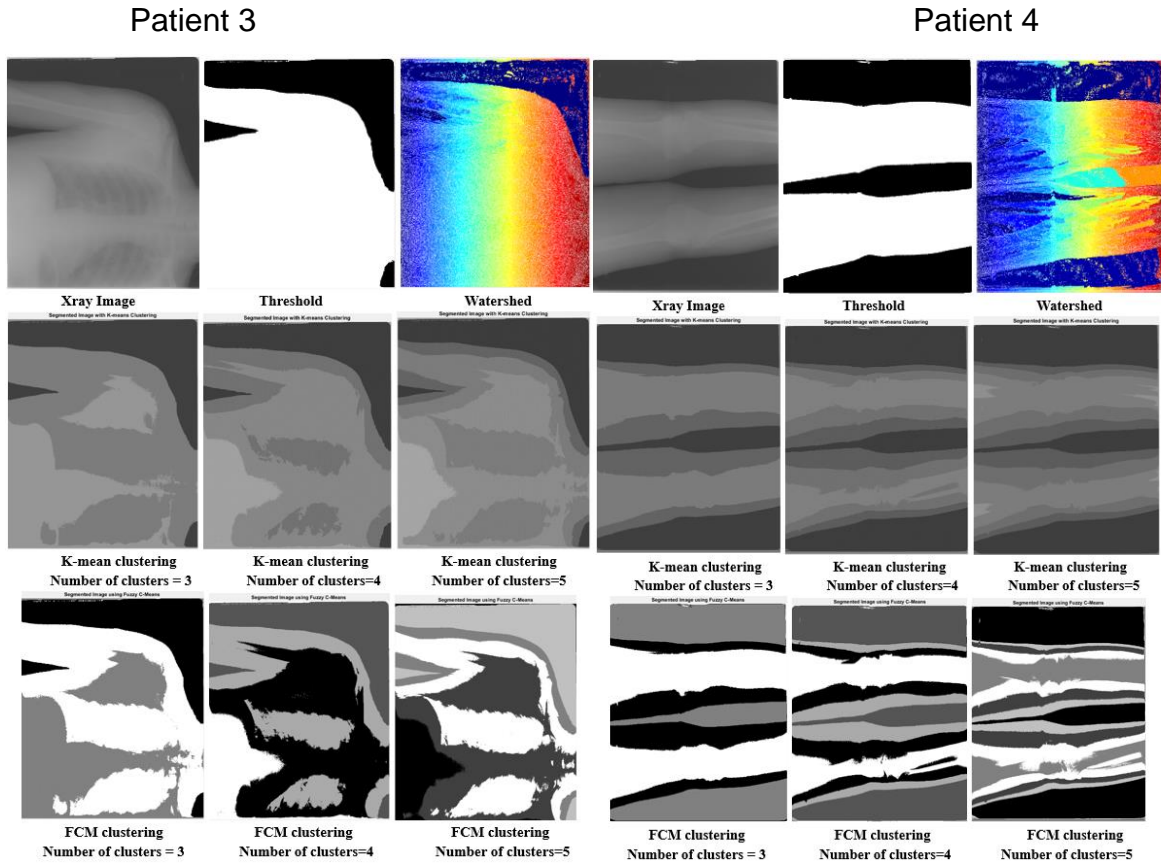 Patient 3
Patient 4
Xray Image
Threshold
Watershed
Xray Image
Threshold
Watershed
Segmented Image with K-means Clustering
Segmented Image with K-means Clustering
Segmented Image with K-means Clustering
Segmented Image with K-means Clustering
Segmented Image with K-means Clustering
Segmented Image with K-means Clustering
K-mean clustering
Number of clusters = 3
K-mean clustering
Number of clusters=4
K-mean clustering
Number of clusters=5
K-mean clustering
Number of clusters = 3
K-mean clustering
Number of clusters=4
K-mean clustering
Number of clusters=5
Segmented Image using Fuzzy C-Means
Segmented Image using Fuzzy C-Means
Segmented Image using Fuzzy C-Means
Segmented Image using Fuzzy C-Means
Segmented Image using Fuzzy C-Means
Segmented Image using Fuzzy C-Means
FCM clustering
Number of clusters = 3
FCM clustering
Number of clusters=4
FCM clustering
Number of clusters=5
FCM clustering
Number of clusters = 3
FCM clustering
Number of clusters=4
FCM clustering
Number of clusters=5